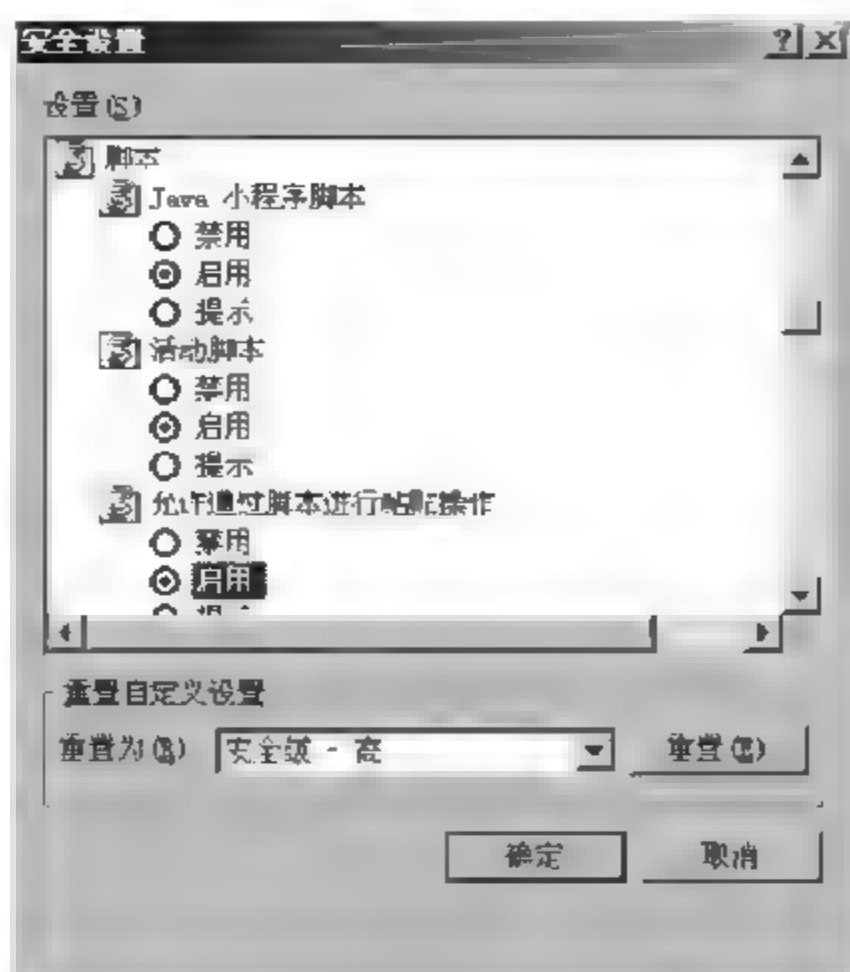 安全设置
设置(S)
脚本
Java 小程序脚本
禁用
启用
提示
活动脚本
禁用
启用
提示
允许通过脚本进行粘贴操作
禁用
启用
重置自定义设置
重置为(R) 安全级 - 高 重置(E)
确定 取消